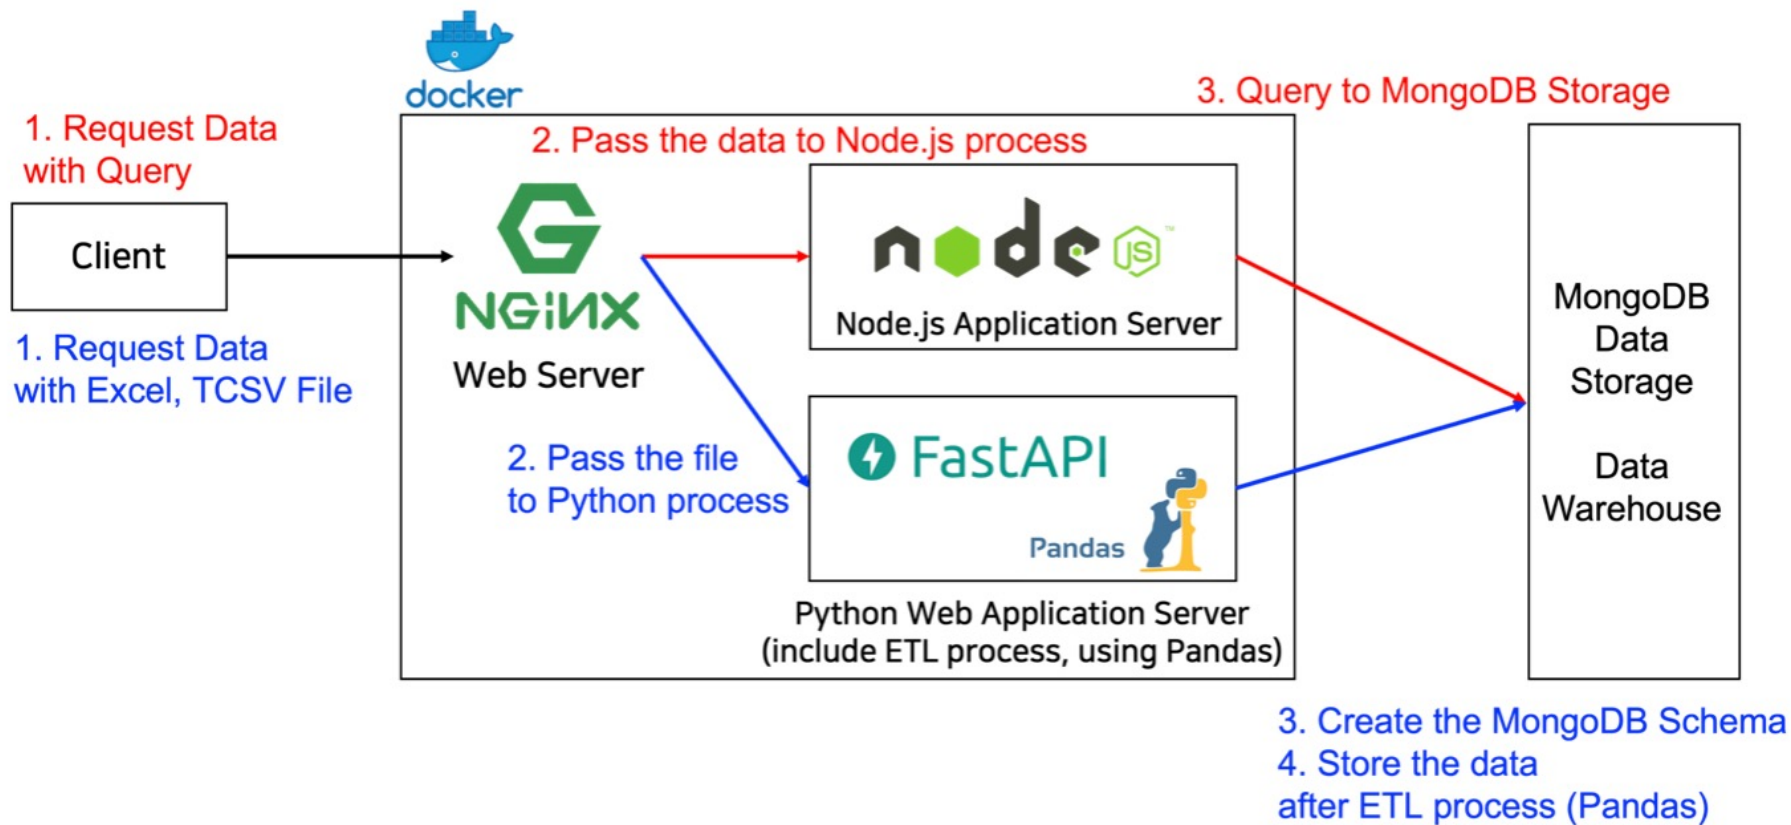 docker
3. Query to MongoDB Storage
1. Request Data
with Query
2. Pass the data to Node.js process
Client
NGiNX
Web Server
node JS ™
Node.js Application Server
MongoDB
Data
Storage
Data
Warehouse
1. Request Data
with Excel, TCSV File
2. Pass the file
to Python process
FastAPI
Pandas
Python Web Application Server
(include ETL process, using Pandas)
3. Create the MongoDB Schema
4. Store the data
after ETL process (Pandas)